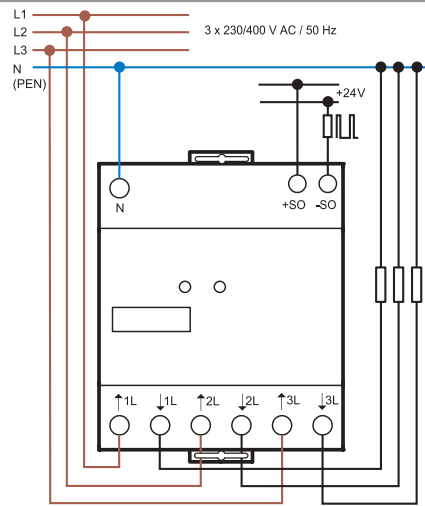 L1
L2
3 x 230/400 V AC / 50 Hz
L3
N
(PEN)
+24V
N
+SO
-SO
↑1L
↓1L
↑2L
↓2L
↑3L
↓3L